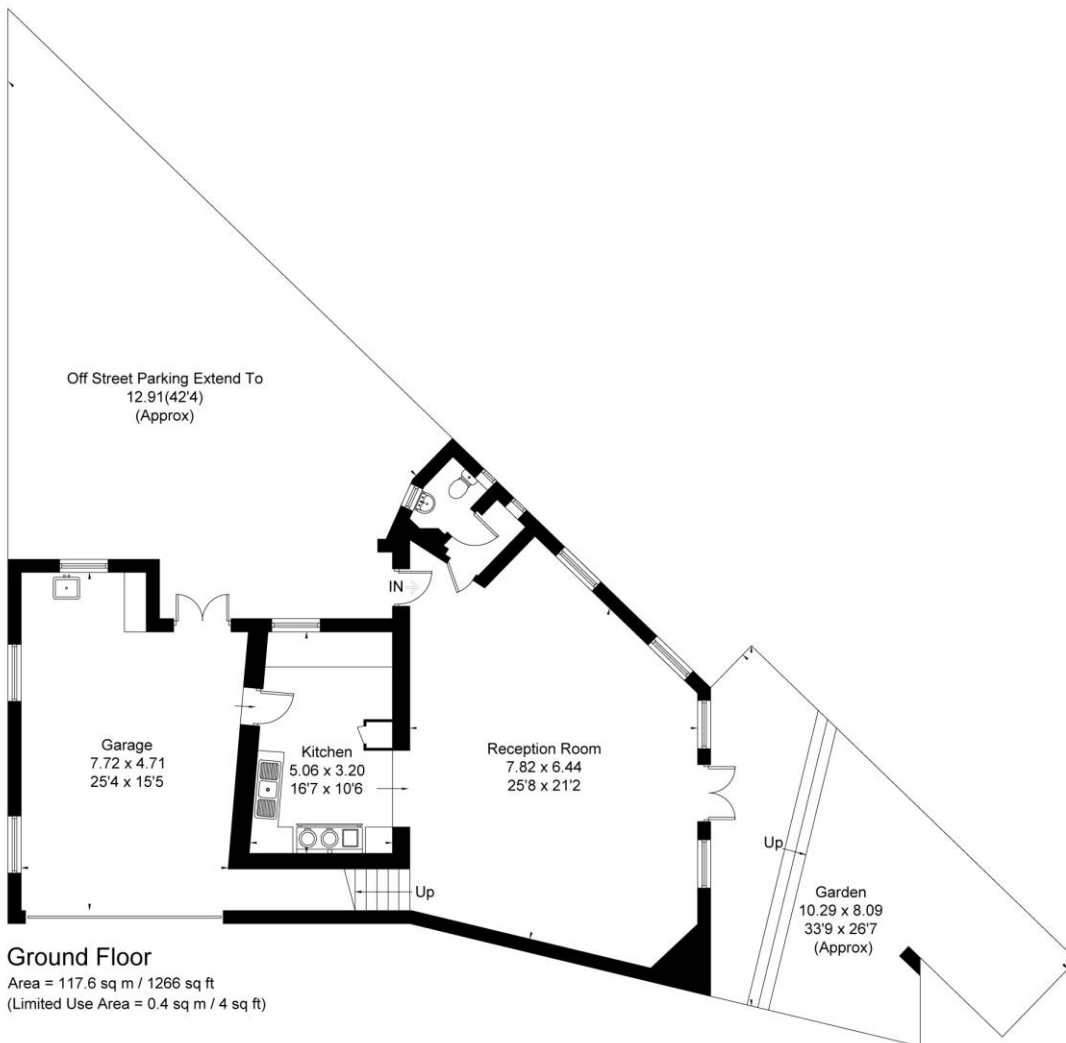 Off Street Parking Extend To
12.91(42'4)
(Approx)
IN
Garage
7.72 x 4.71
25'4 x 15'5
Kitchen
5.06 x 3.20
16'7 x 10'6
Reception Room
7.82 x 6.44
25'8 x 21'2
Up
Up
Garden
10.29 x 8.09
33'9 x 26'7
(Approx)
Ground Floor
Area = 117.6 sq m / 1266 sq ft
(Limited Use Area = 0.4 sq m / 4 sq ft)